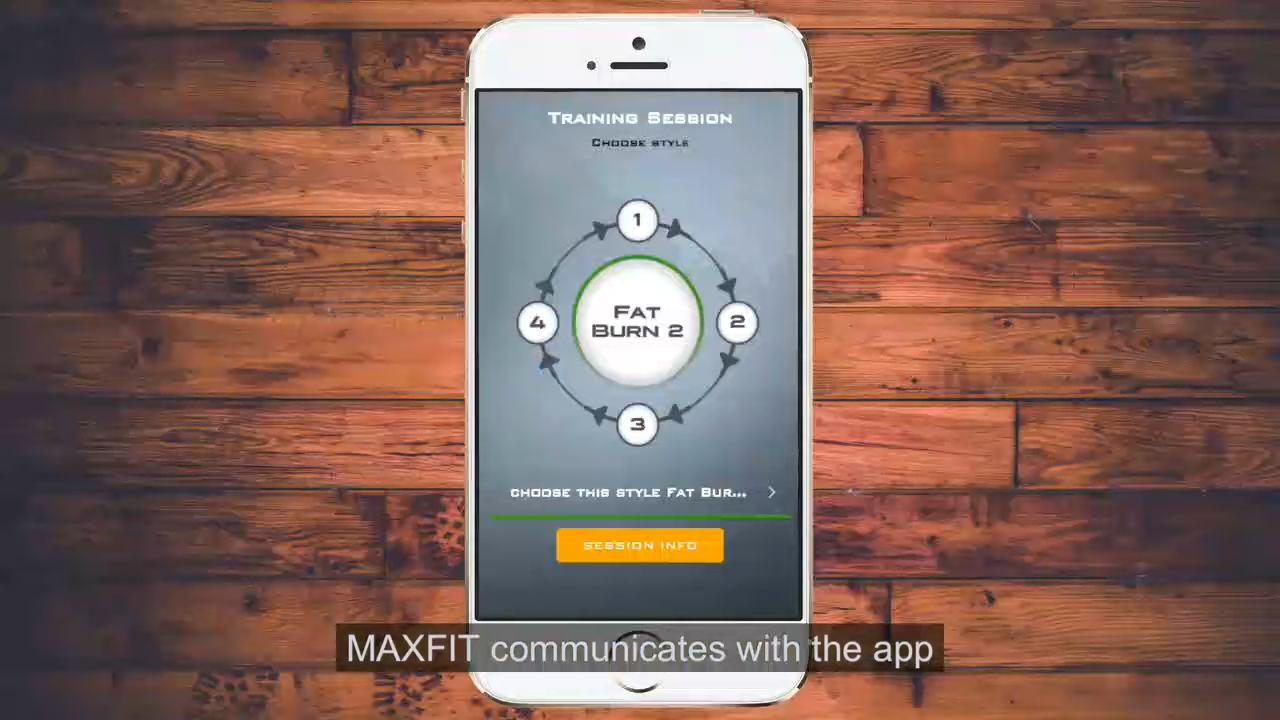 Training Session
Choose style
1
4
Fat
Burn 2
2
3
choose this style Fat Bur...
SESSION INFO
MAXFIT communicates with the app